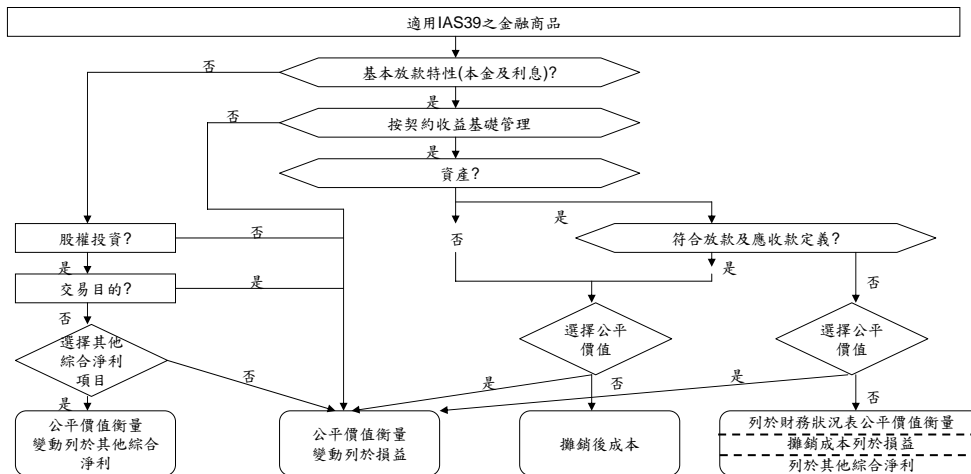 適用IAS39之金融商品
否
基本放款特性(本金及利息)?
是
否
按契約收益基礎管理
是
資產?
是
否
股權投資?
否
符合放款及應收款定義?
是
是
否
交易目的?
是
否
選擇其他
綜合淨利
項目
否
選擇公平
價值
選擇公平
價值
是
否
是
否
是
公平價值衡量
變動列於其他綜合
淨利
公平價值衡量
變動列於損益
攤銷後成本
列於財務狀況表公平價值衡量
攤銷成本列於損益
列於其他綜合淨利